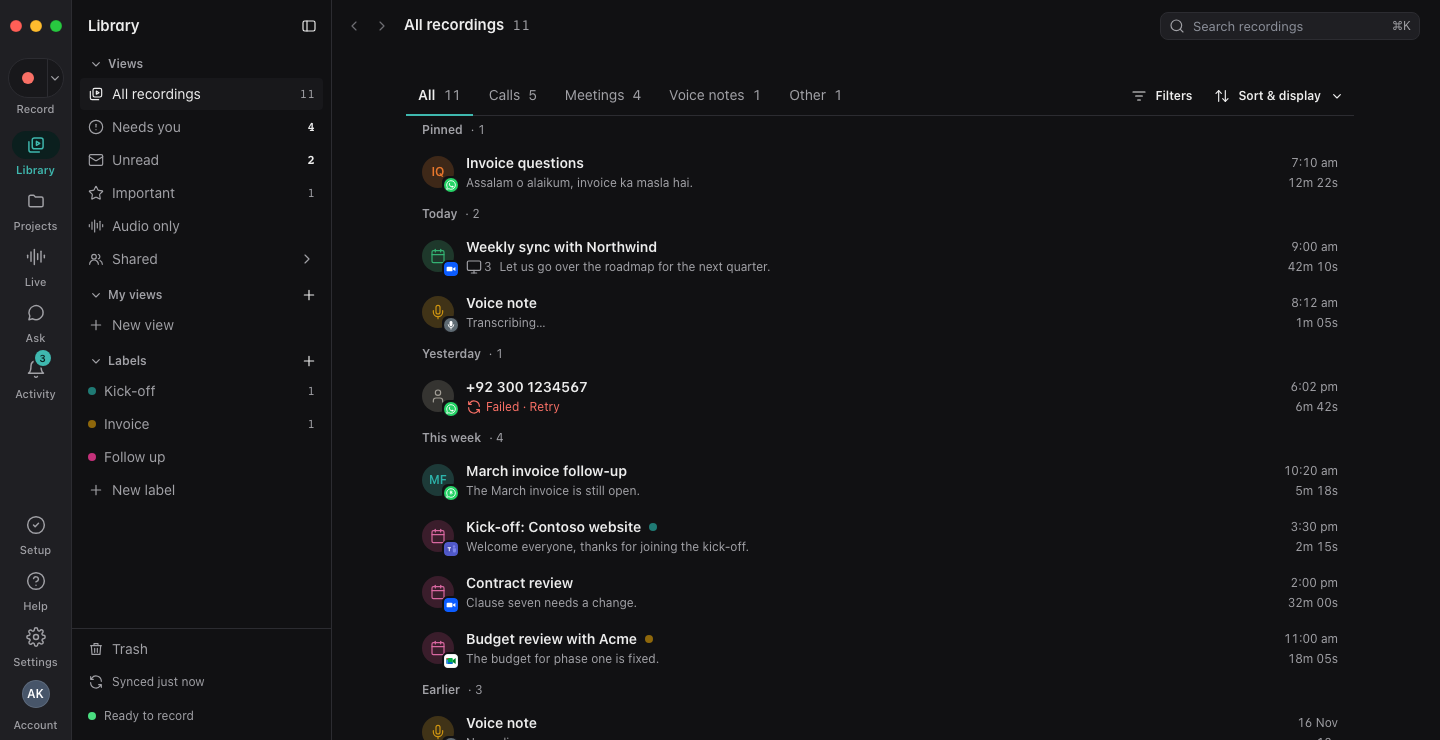 Library
All recordings 11
Search recordings ⌘K
Record
Library
Projects
Live
Ask
3
Activity
Setup
Help
Settings
AK
Account
Views
All recordings 11
Needs you 4
Unread 2
Important 1
Audio only
Shared
My views
New view
Labels
Kick-off 1
Invoice 1
Follow up
New label
Trash
Synced just now
Ready to record
All 11 Calls 5 Meetings 4 Voice notes 1 Other 1
Filters Sort & display
Pinned · 1
IQ
Invoice questions 7:10 am
Assalam o alaikum, invoice ka masla hai. 12m 22s
Today · 2
Weekly sync with Northwind 9:00 am
3 Let us go over the roadmap for the next quarter. 42m 10s
Voice note 8:12 am
Transcribing... 1m 05s
Yesterday · 1
+92 300 1234567 6:02 pm
Failed · Retry 6m 42s
This week · 4
MF
March invoice follow-up 10:20 am
The March invoice is still open. 5m 18s
Kick-off: Contoso website 3:30 pm
Welcome everyone, thanks for joining the kick-off. 2m 15s
Contract review 2:00 pm
Clause seven needs a change. 32m 00s
Budget review with Acme 11:00 am
The budget for phase one is fixed. 18m 05s
Earlier · 3
Voice note 16 Nov